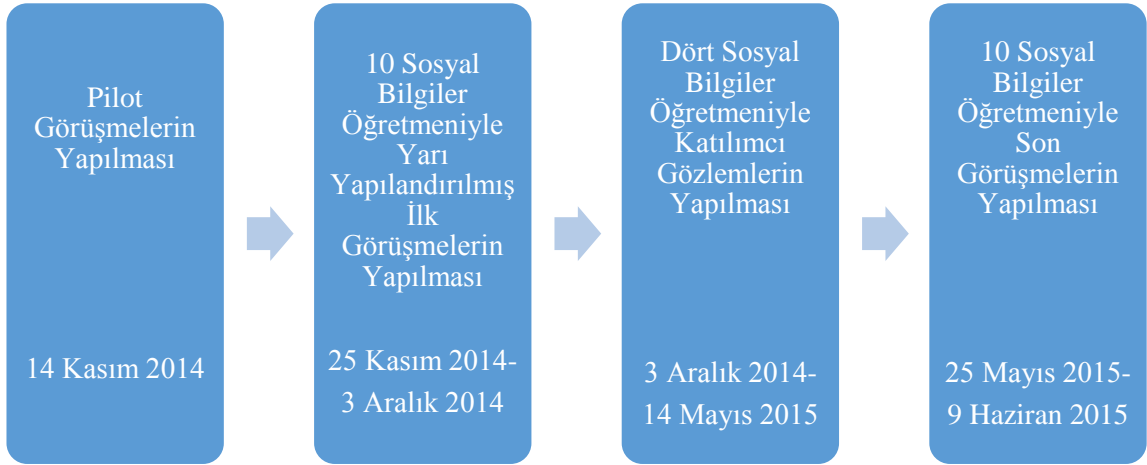 Pilot
Görüşmelerin
Yapılması
14 Kasım 2014
10 Sosyal
Bilgiler
Öğretmeniyle
Yarı
Yapılandırılmış
İlk
Görüşmelerin
Yapılması
25 Kasım 2014-
3 Aralık 2014
Dört Sosyal
Bilgiler
Öğretmeniyle
Katılımcı
Gözlemlerin
Yapılması
3 Aralık 2014-
14 Mayıs 2015
10 Sosyal
Bilgiler
Öğretmeniyle
Son
Görüşmelerin
Yapılması
25 Mayıs 2015-
9 Haziran 2015